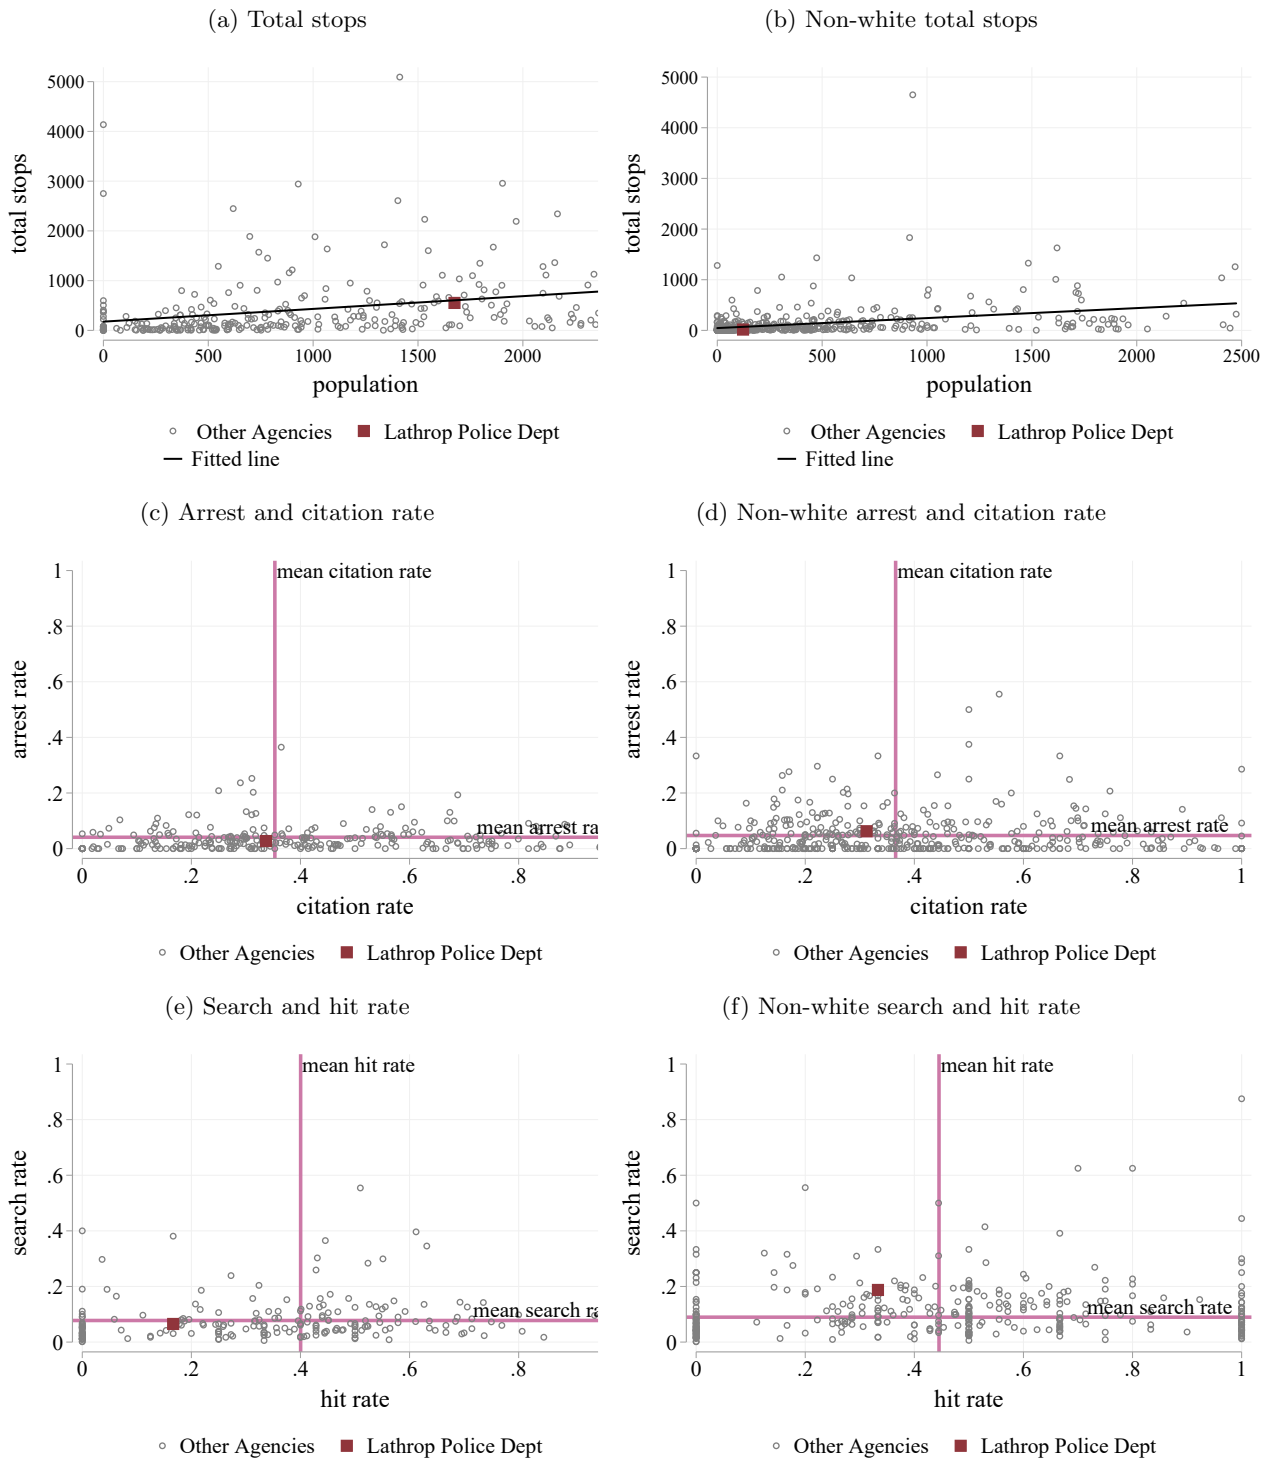 (a) Total stops
(b) Non-white total stops
total stops
5000
4000
3000
2000
1000
0
0 500 1000 1500 2000
population
Other Agencies Lathrop Police Dept
Fitted line
total stops
5000
4000
3000
2000
1000
0
0 500 1000 1500 2000 2500
population
Other Agencies Lathrop Police Dept
Fitted line
(c) Arrest and citation rate
(d) Non-white arrest and citation rate
arrest rate
1
.8
.6
.4
.2
0
mean citation rate
mean arrest ra
0 .2 .4 .6 .8
citation rate
Other Agencies Lathrop Police Dept
arrest rate
1
.8
.6
.4
.2
0
mean citation rate
mean arrest rate
0 .2 .4 .6 .8 1
citation rate
Other Agencies Lathrop Police Dept
(e) Search and hit rate
(f) Non-white search and hit rate
search rate
1
.8
.6
.4
.2
0
mean hit rate
mean search ra
0 .2 .4 .6 .8
hit rate
Other Agencies Lathrop Police Dept
search rate
1
.8
.6
.4
.2
0
mean hit rate
mean search rate
0 .2 .4 .6 .8 1
hit rate
Other Agencies Lathrop Police Dept